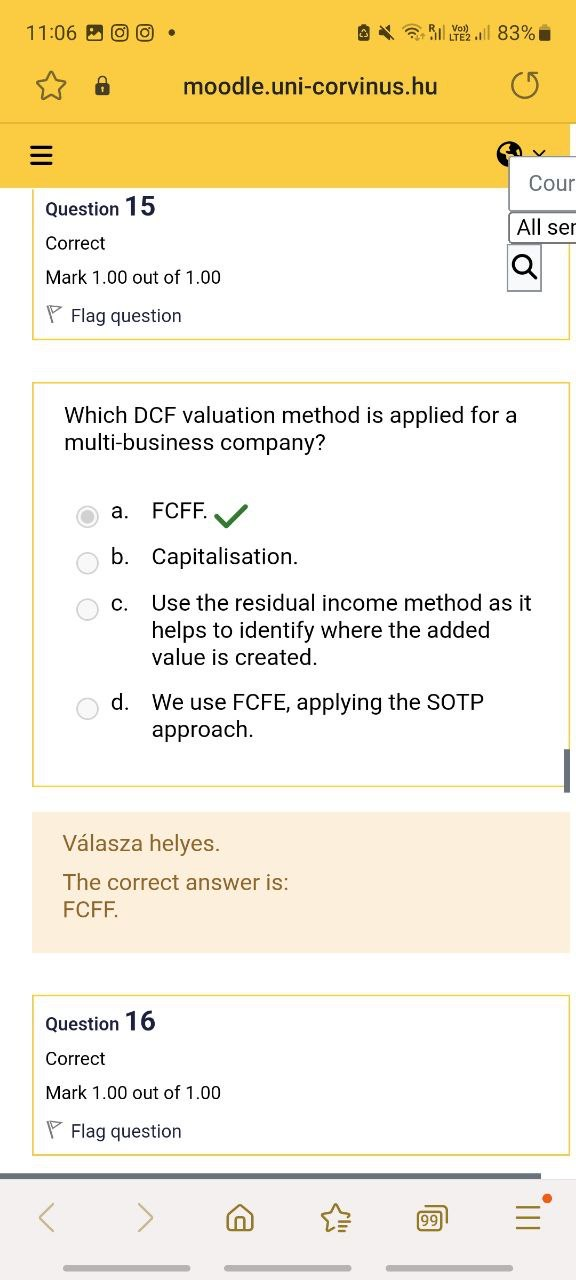 11:06
R
Vo))
LTE2
83%
moodle.uni-corvinus.hu
Cour
All ser
Question 15
Correct
Mark 1.00 out of 1.00
Flag question
Which DCF valuation method is applied for a
multi-business company?
a. FCFF.
b. Capitalisation.
c. Use the residual income method as it
helps to identify where the added
value is created.
d. We use FCFE, applying the SOTP
approach.
Válasza helyes.
The correct answer is:
FCFF.
Question 16
Correct
Mark 1.00 out of 1.00
Flag question
99